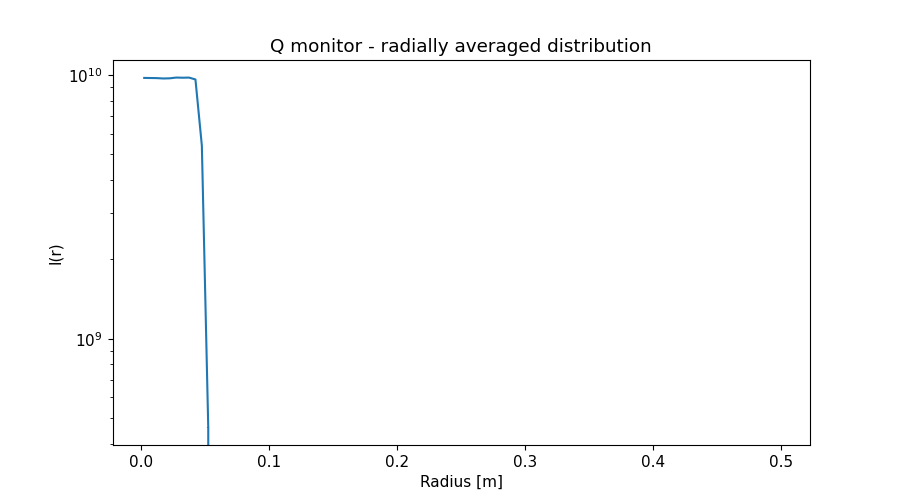 Q monitor - radially averaged distribution
10^10
10^9
I(r)
0.0 0.1 0.2 0.3 0.4 0.5
Radius [m]